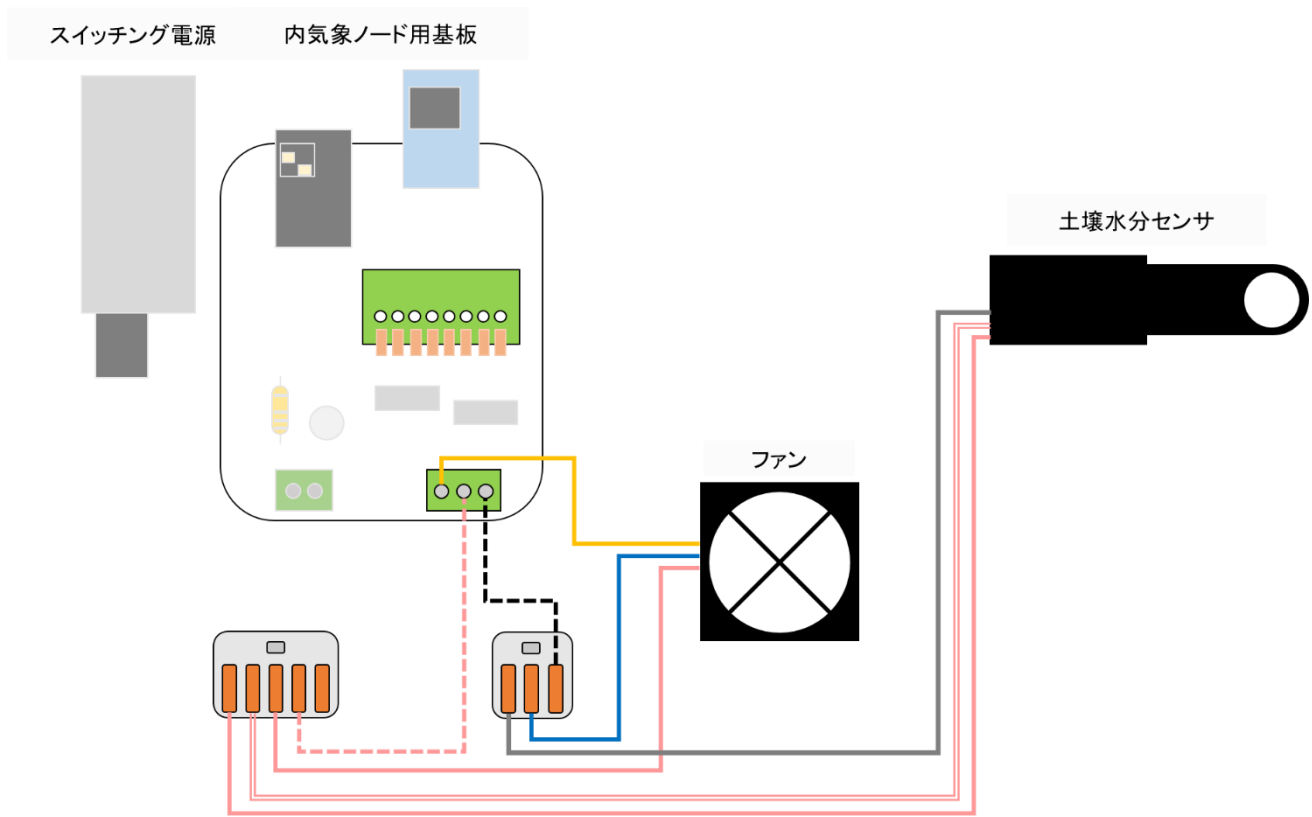 スイッチング電源
内気象ノード用基板
土壌水分センサ
ファン